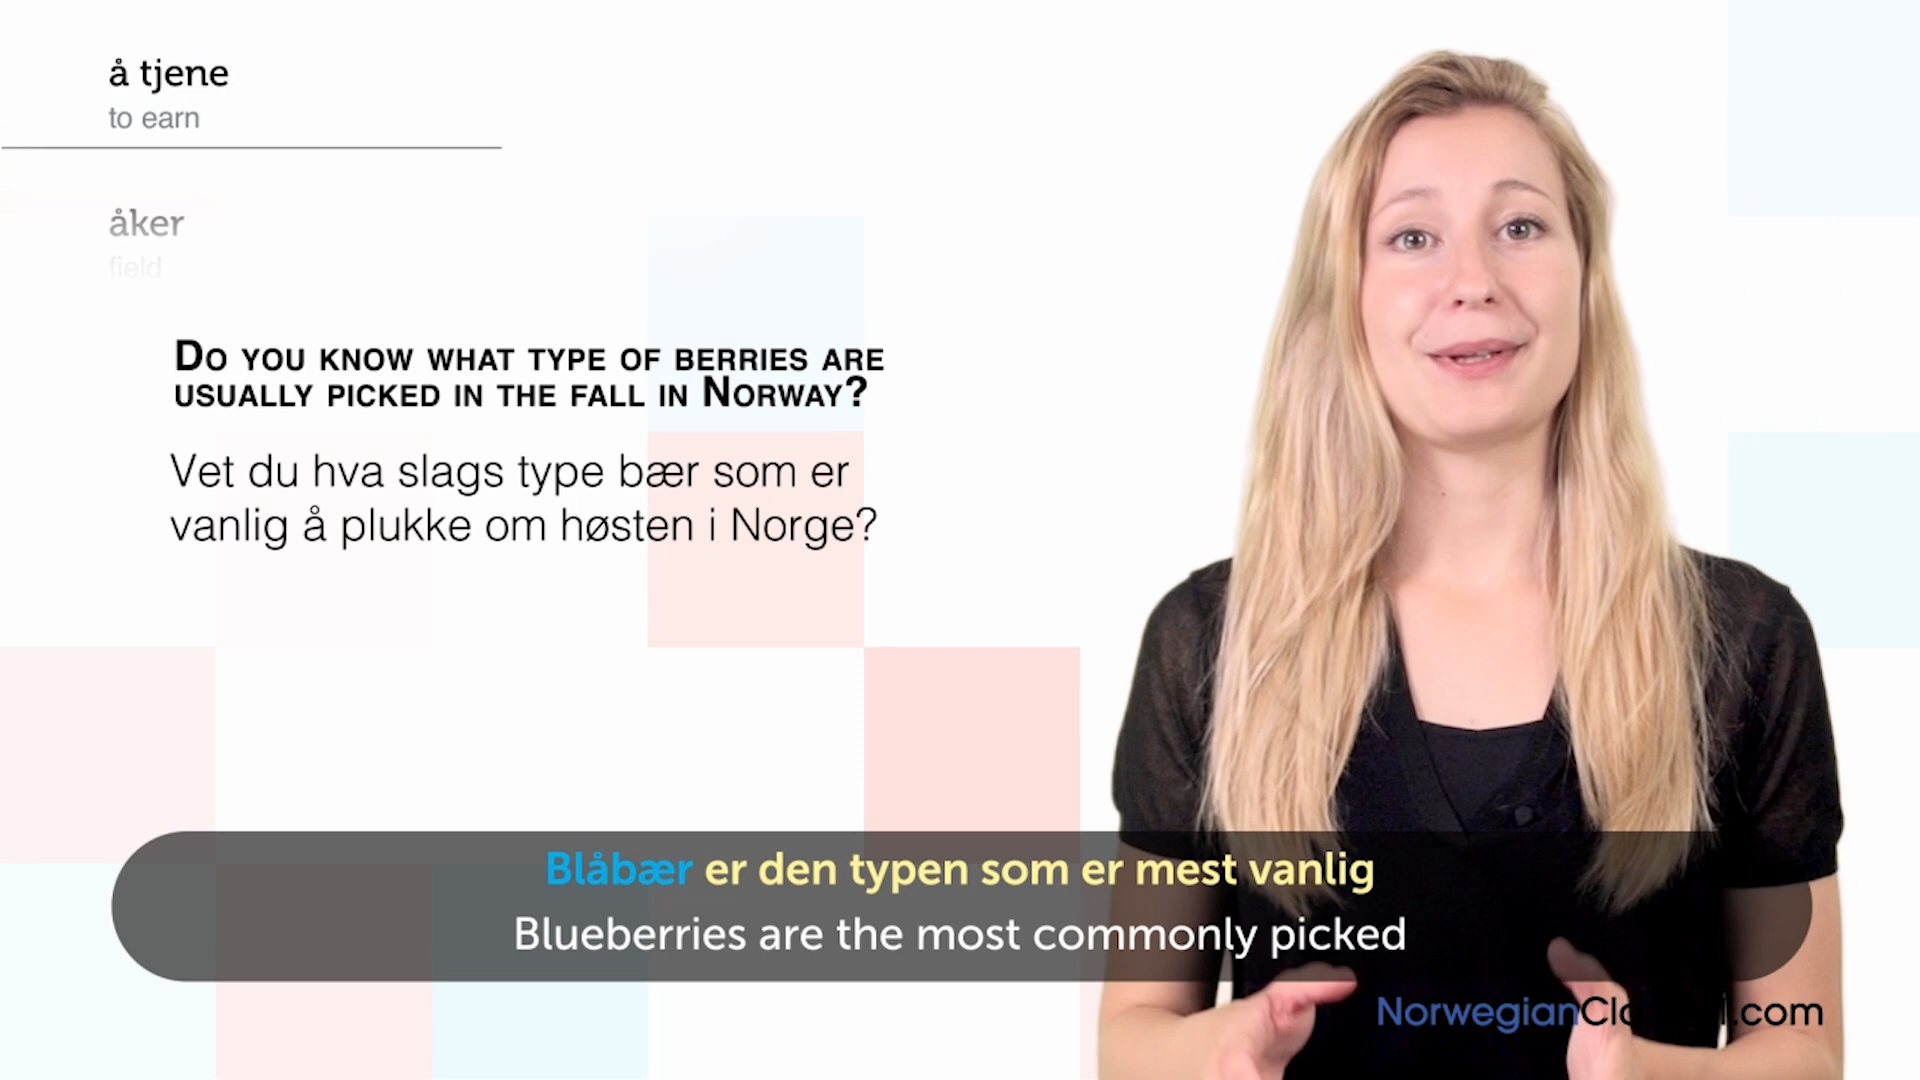 å tjene
to earn
åker
field
Do you know what type of berries are
usually picked in the fall in Norway?
Vet du hva slags type bær som er
vanlig å plukke om høsten i Norge?
Blåbær er den typen som er mest vanlig
Blueberries are the most commonly picked